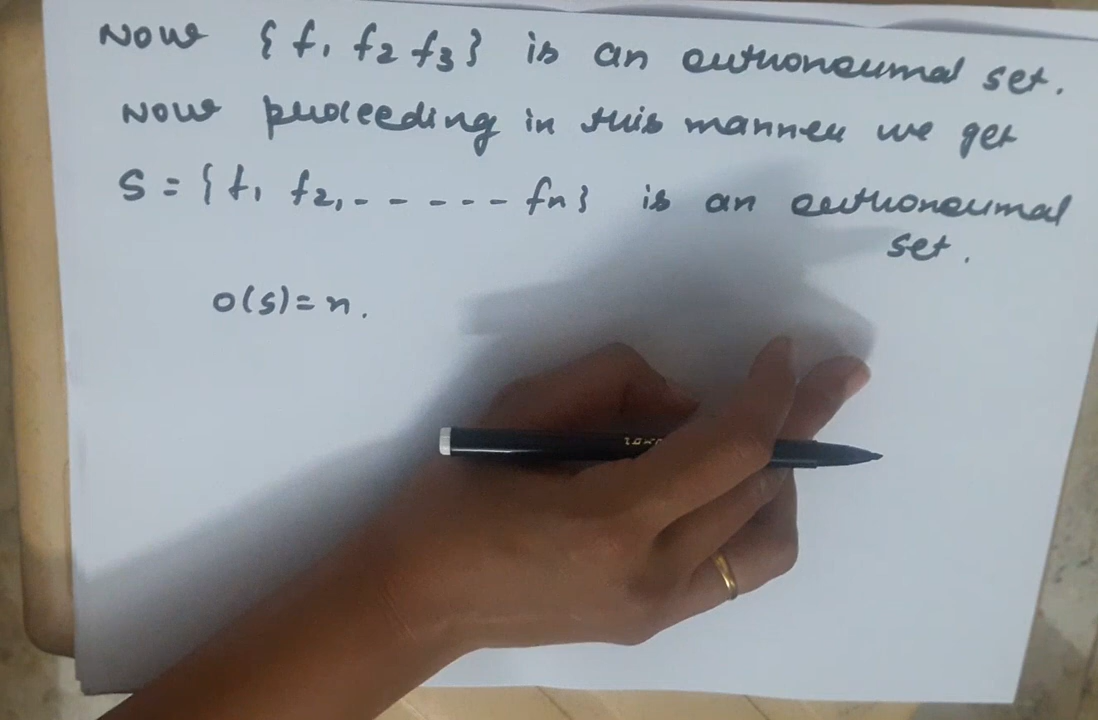 Now {f1 f2 f3} is an orthonormal set.
Now proceeding in this manner we get
S = {f1 f2,------ fn} is an orthonormal
set.
O(S)=n.